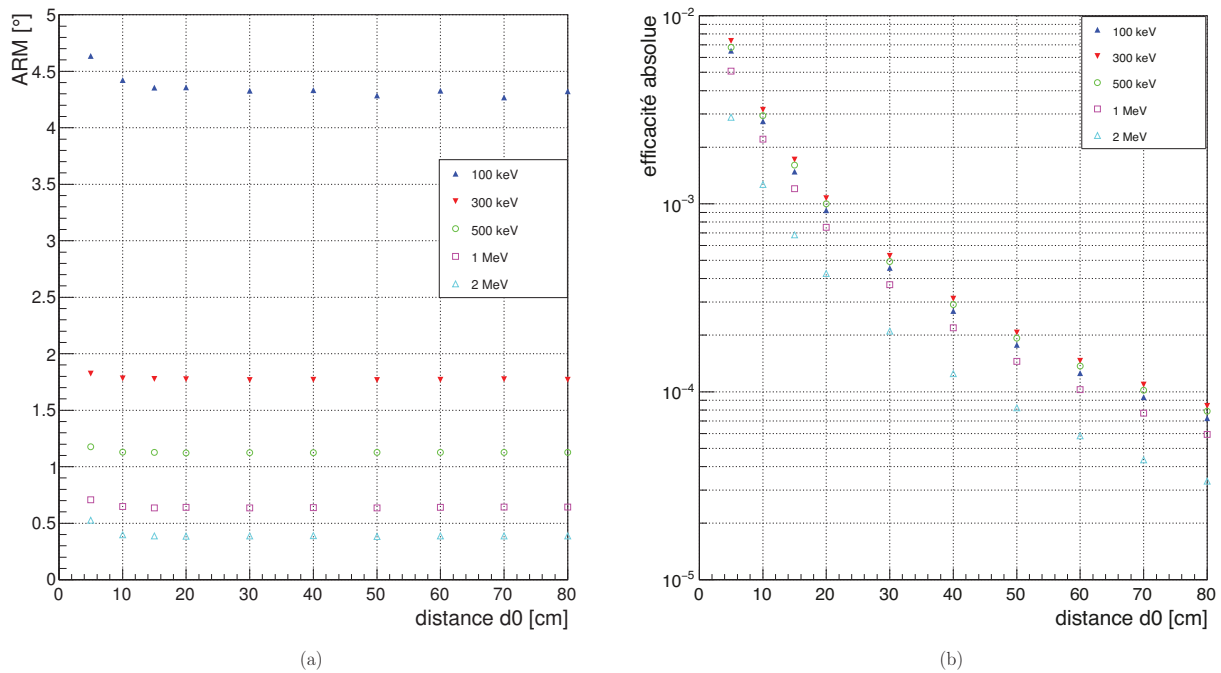 ARM [°]
5
4.5
4
3.5
3
2.5
2
1.5
1
0.5
0
0 10 20 30 40 50 60 70 80
distance d0 [cm]
100 keV
300 keV
500 keV
1 MeV
2 MeV
(a)
efficacité absolue
10⁻²
10⁻³
10⁻⁴
10⁻⁵
0 10 20 30 40 50 60 70 80
distance d0 [cm]
100 keV
300 keV
500 keV
1 MeV
2 MeV
(b)